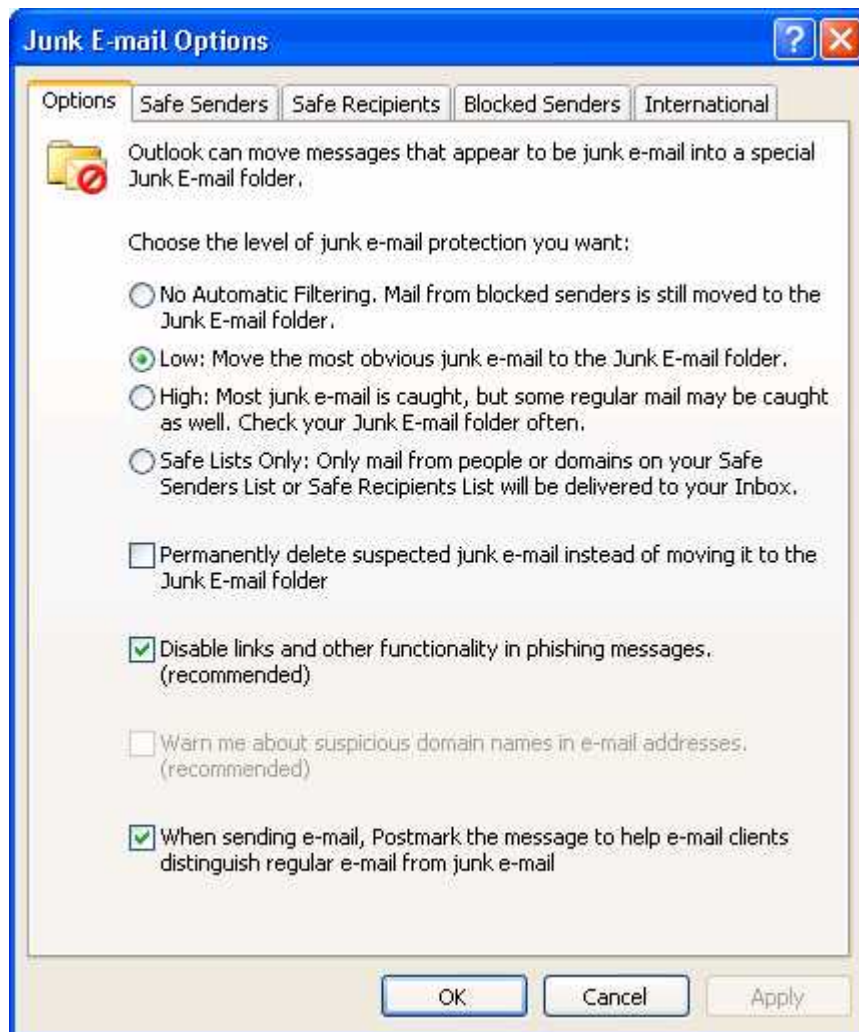 Junk E-mail Options
Options Safe Senders Safe Recipients Blocked Senders International
Outlook can move messages that appear to be junk e-mail into a special
Junk E-mail folder.
Choose the level of junk e-mail protection you want:
No Automatic Filtering. Mail from blocked senders is still moved to the
Junk E-mail folder.
Low: Move the most obvious junk e-mail to the Junk E-mail folder.
High: Most junk e-mail is caught, but some regular mail may be caught
as well. Check your Junk E-mail folder often.
Safe Lists Only: Only mail from people or domains on your Safe
Senders List or Safe Recipients List will be delivered to your Inbox.
Permanently delete suspected junk e-mail instead of moving it to the
Junk E-mail folder
Disable links and other functionality in phishing messages.
(recommended)
Warn me about suspicious domain names in e-mail addresses.
(recommended)
When sending e-mail, Postmark the message to help e-mail clients
distinguish regular e-mail from junk e-mail
OK Cancel Apply